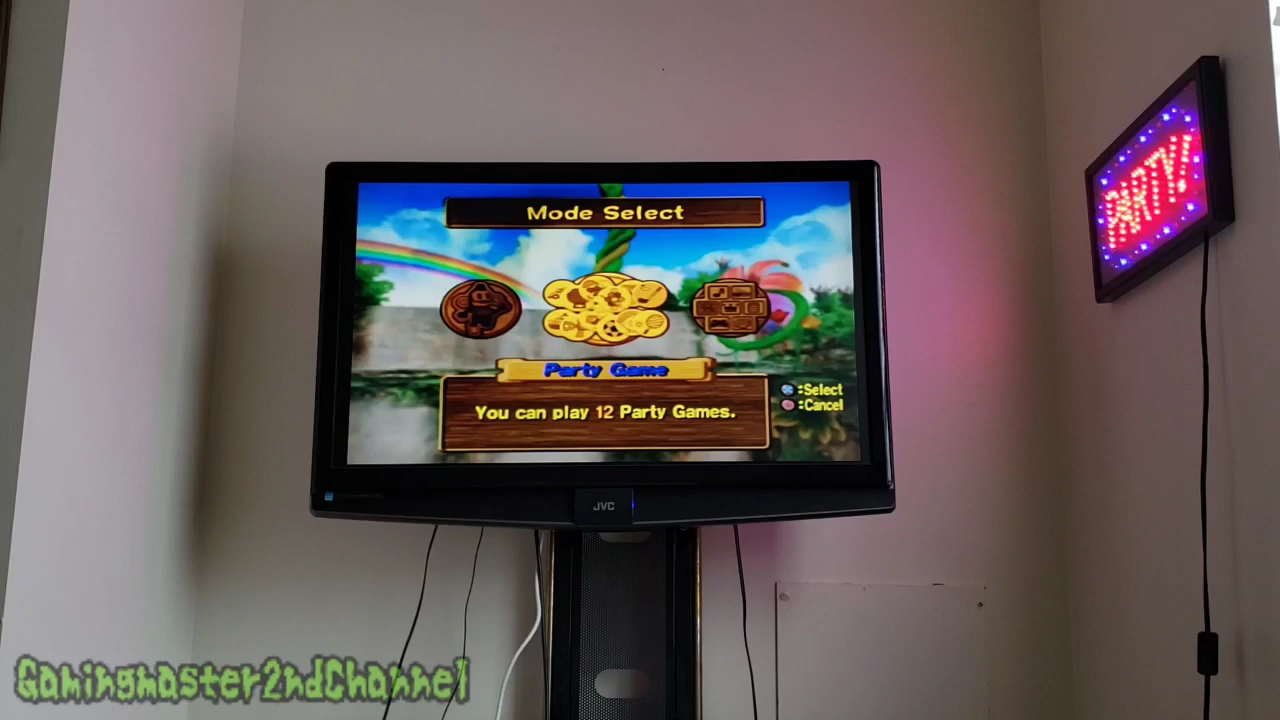 Mode Select
PARTY!
Party Game
You can play 12 Party Games.
:Select
:Cancel
JVC
Gamingmaster2ndChannel